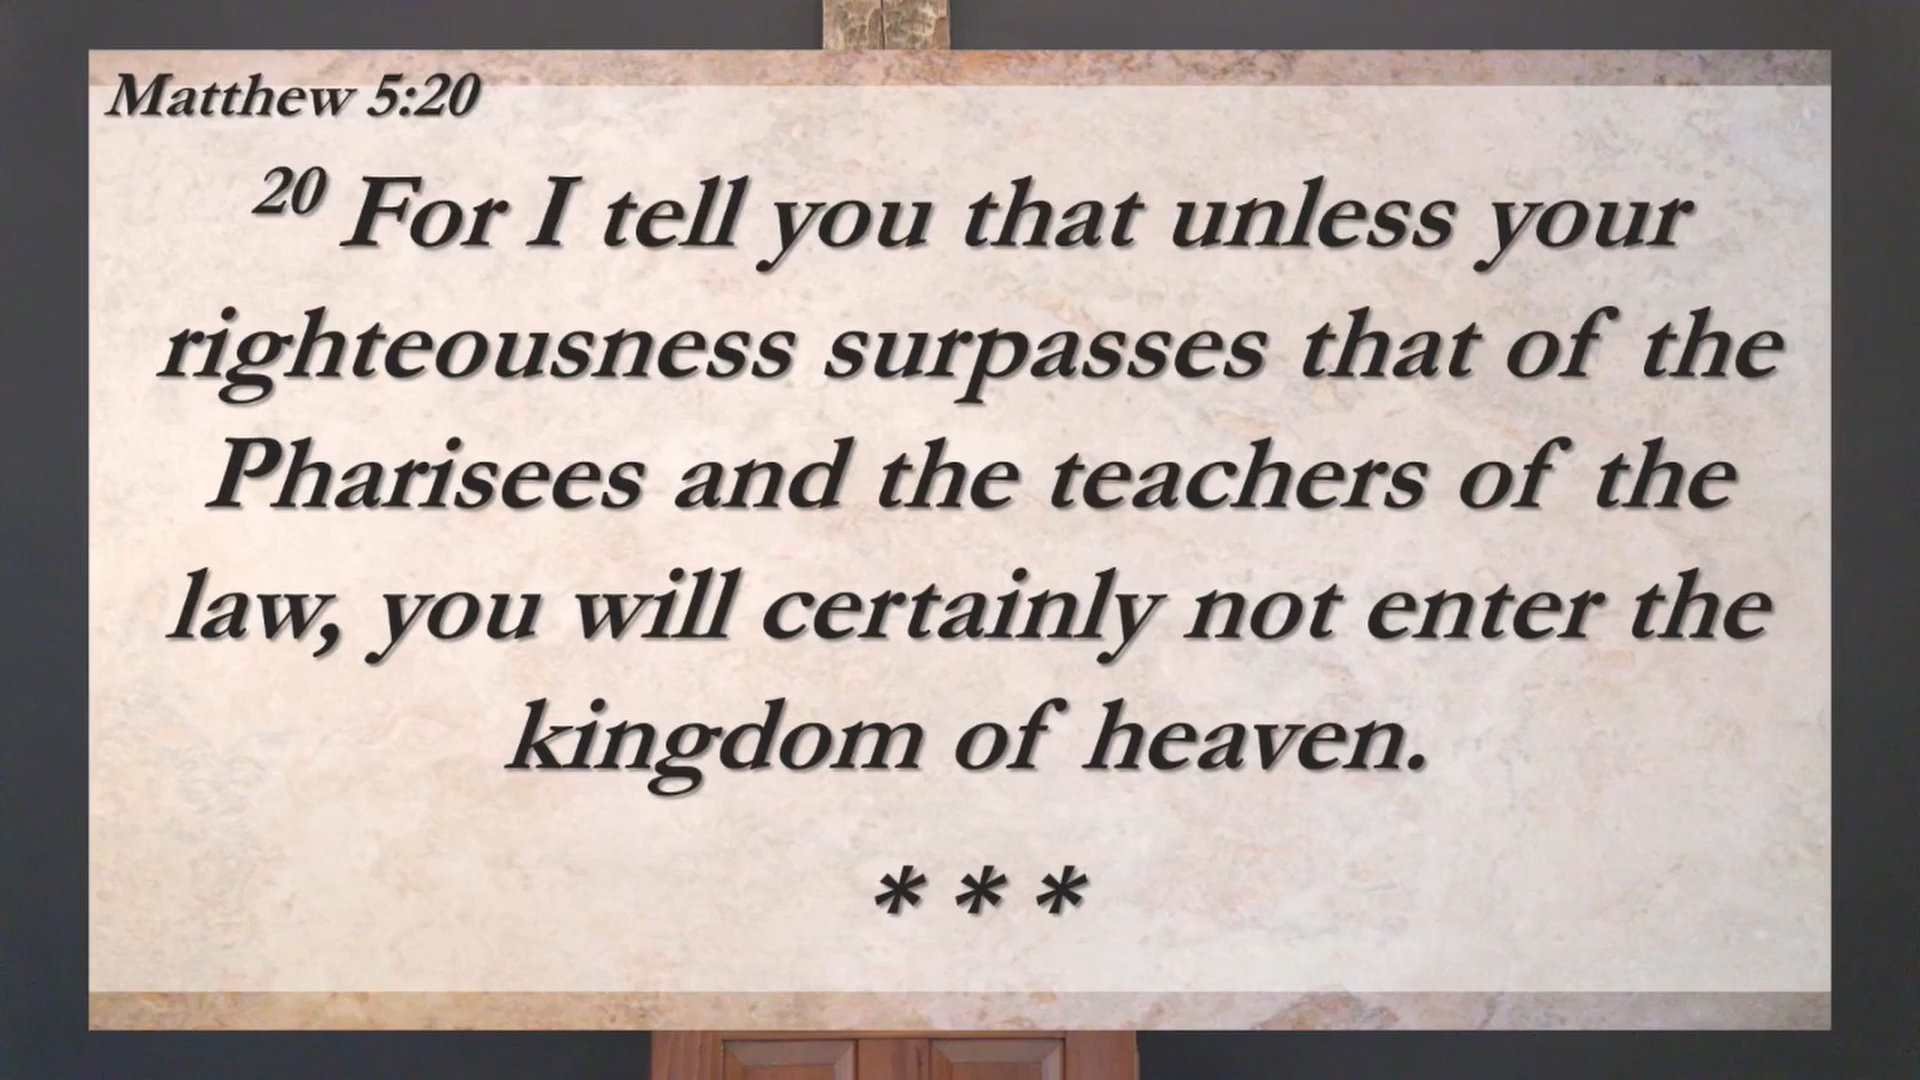 Matthew 5:20
20 For I tell you that unless your
righteousness surpasses that of the
Pharisees and the teachers of the
law, you will certainly not enter the
kingdom of heaven.
* * *